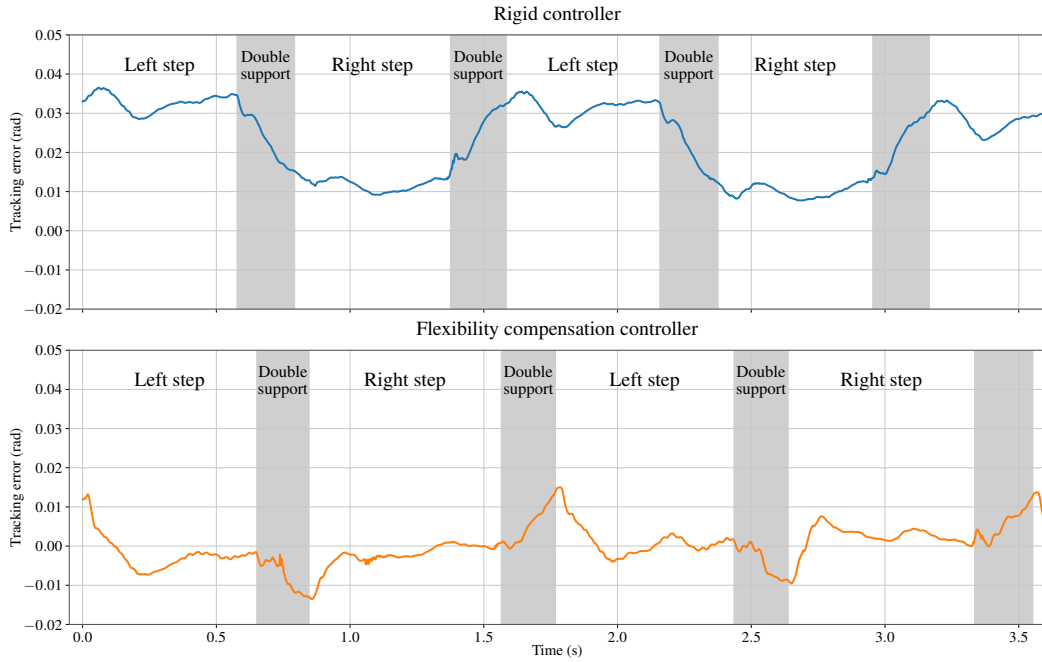 Rigid controller
0.05
0.04
0.03
0.02
0.01
0.00
−0.01
−0.02
Tracking error (rad)
Left step
Double
support
Right step
Double
support
Left step
Double
support
Right step
Flexibility compensation controller
0.05
0.04
0.03
0.02
0.01
0.00
−0.01
−0.02
Tracking error (rad)
Left step
Double
support
Right step
Double
support
Left step
Double
support
Right step
0.0
0.5
1.0
1.5
2.0
2.5
3.0
3.5
Time (s)